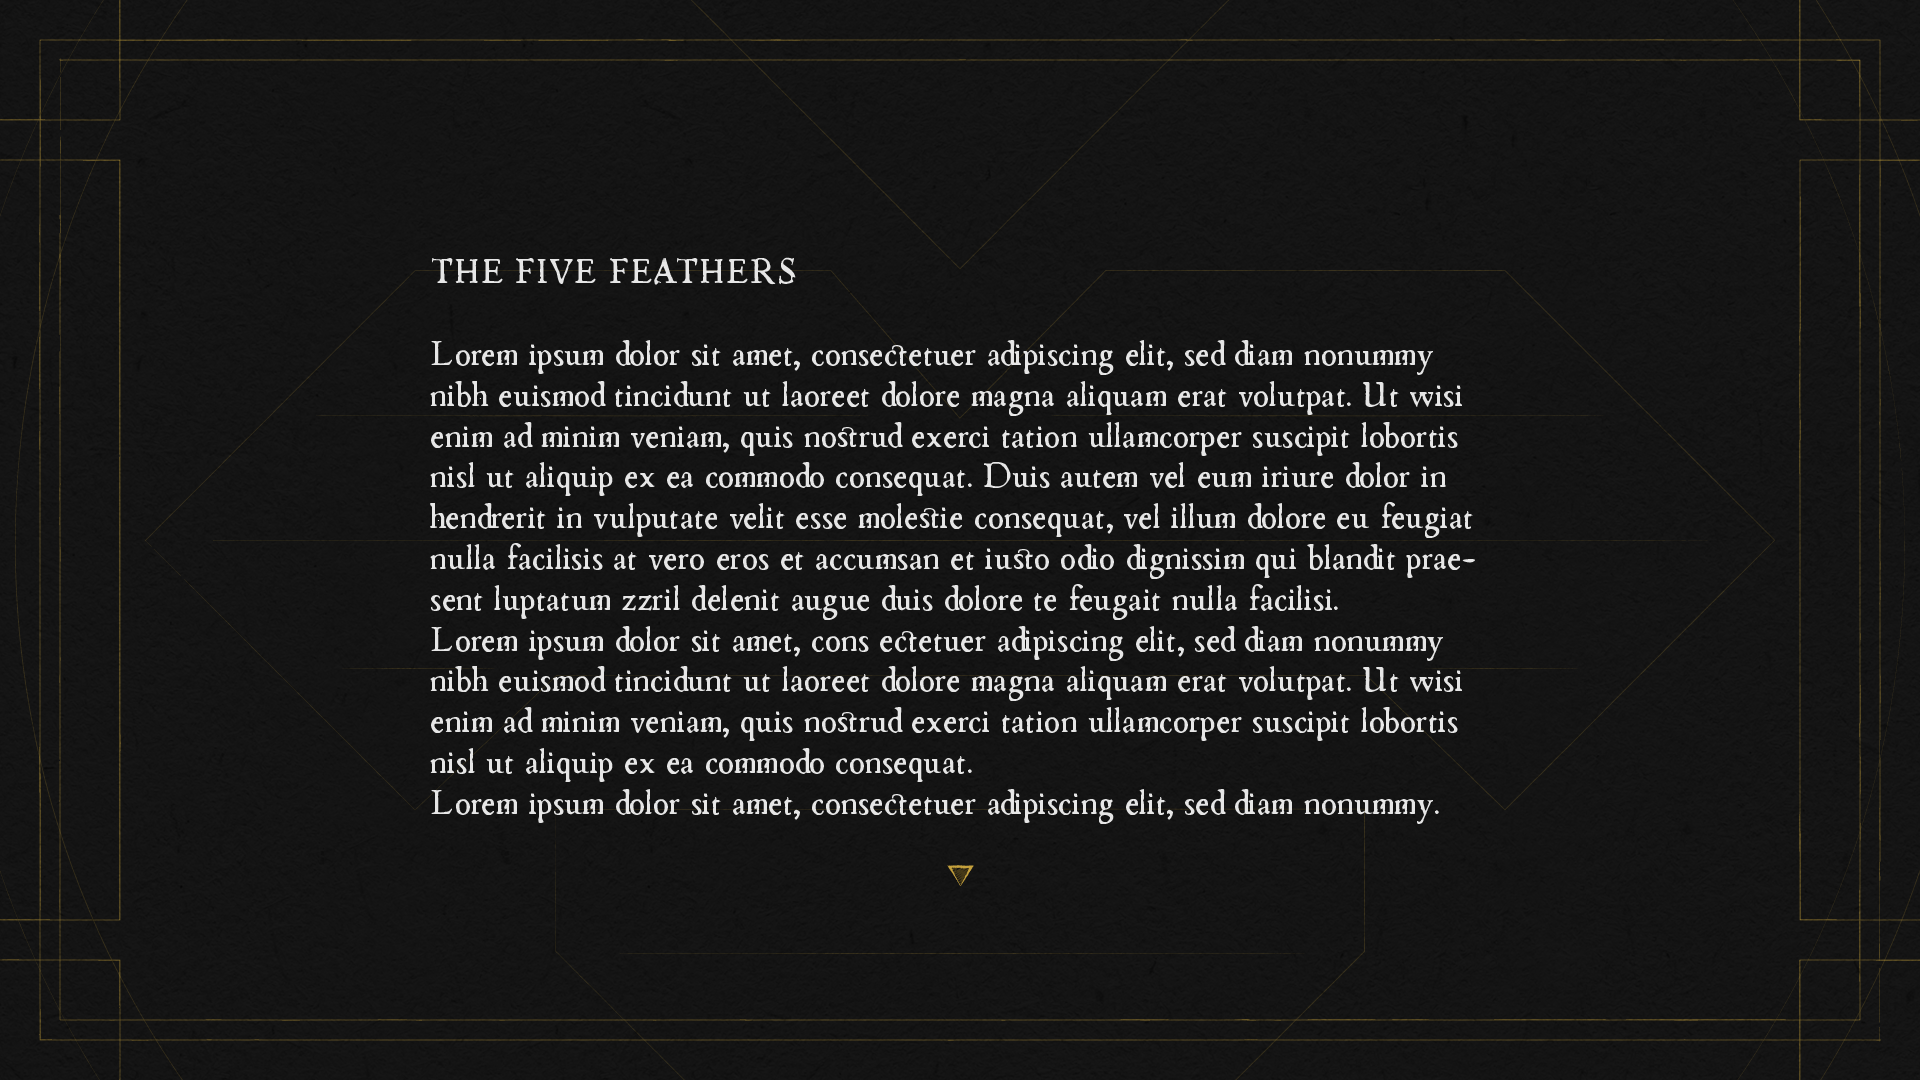 THE FIVE FEATHERS
Lorem ipsum dolor sit amet, consectetuer adipiscing elit, sed diam nonummy
nibh euismod tincidunt ut laoreet dolore magna aliquam erat volutpat. Ut wisi
enim ad minim veniam, quis nostrud exerci tation ullamcorper suscipit lobortis
nisl ut aliquip ex ea commodo consequat. Duis autem vel eum iriure dolor in
hendrerit in vulputate velit esse molestie consequat, vel illum dolore eu feugiat
nulla facilisis at vero eros et accumsan et iusto odio dignissim qui blandit prae-
sent luptatum zzril delenit augue duis dolore te feugait nulla facilisi.
Lorem ipsum dolor sit amet, cons ectetuer adipiscing elit, sed diam nonummy
nibh euismod tincidunt ut laoreet dolore magna aliquam erat volutpat. Ut wisi
enim ad minim veniam, quis nostrud exerci tation ullamcorper suscipit lobortis
nisl ut aliquip ex ea commodo consequat.
Lorem ipsum dolor sit amet, consectetuer adipiscing elit, sed diam nonummy.